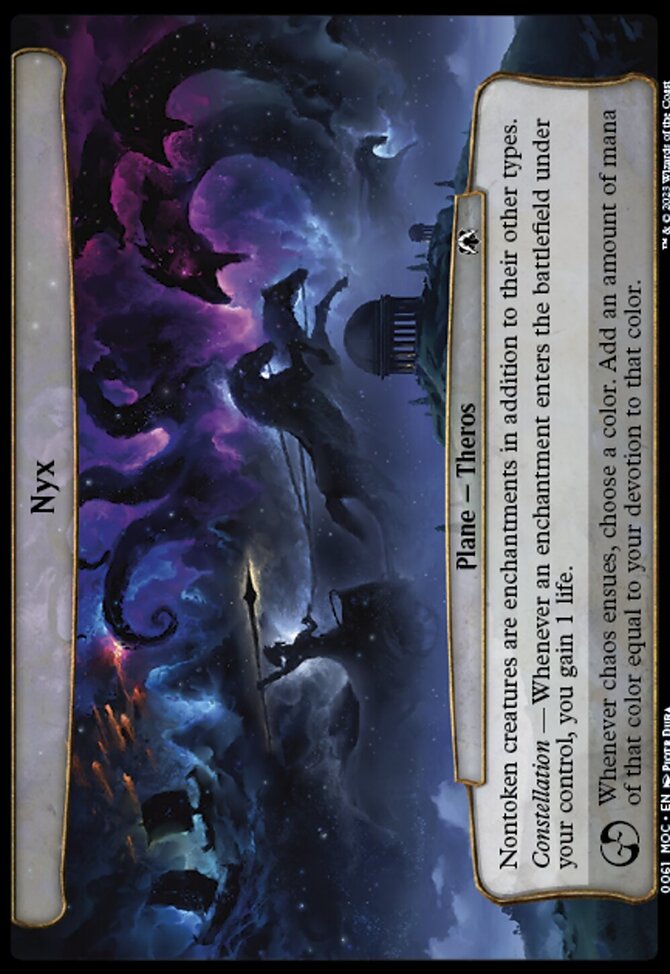 Nyx
Plane — Theros
Nontoken creatures are enchantments in addition to their other types.
Constellation — Whenever an enchantment enters the battlefield under
your control, you gain 1 life.
Whenever chaos ensues, choose a color. Add an amount of mana
of that color equal to your devotion to that color.
0061 MOC • EN Piotr Dura
™ & © 2023 Wizards of the Coast